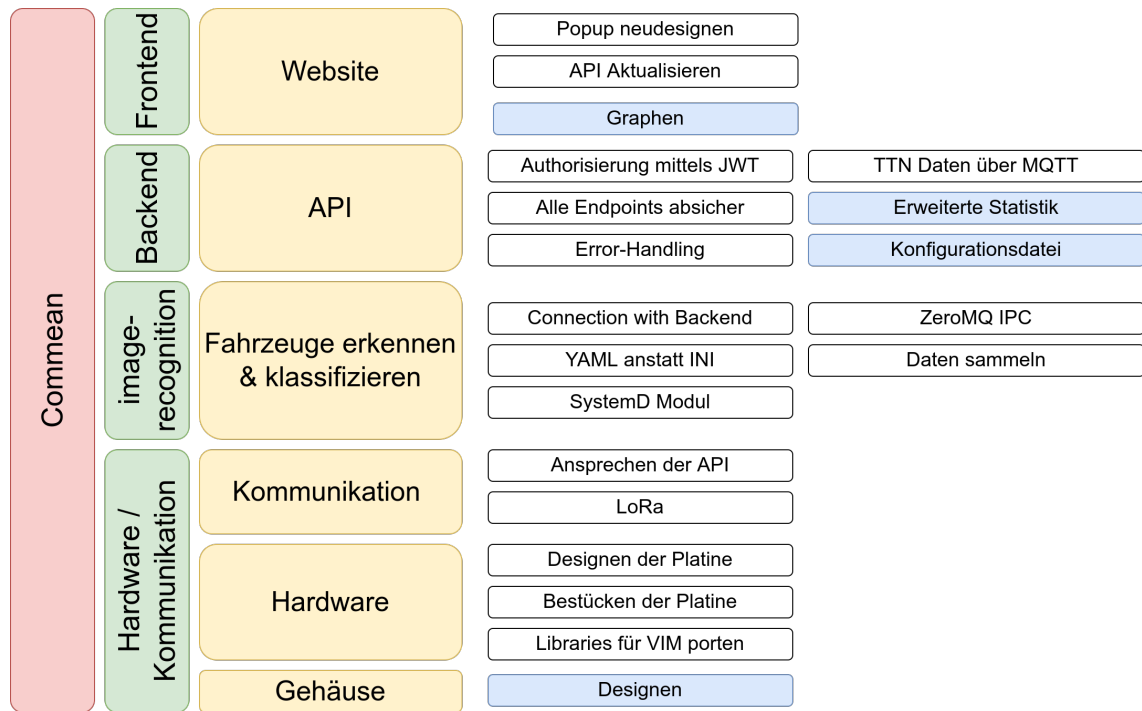 Commean
Frontend
Website
Popup neudesignen
API Aktualisieren
Graphen
Backend
API
Authorisierung mittels JWT
TTN Daten über MQTT
Alle Endpoints absicher
Erweiterte Statistik
Error-Handling
Konfigurationsdatei
image-
recognition
Fahrzeuge erkennen
& klassifizieren
Connection with Backend
ZeroMQ IPC
YAML anstatt INI
Daten sammeln
SystemD Modul
Hardware /
Kommunikation
Kommunikation
Ansprechen der API
LoRa
Hardware
Designen der Platine
Bestücken der Platine
Libraries für VIM porten
Gehäuse
Designen